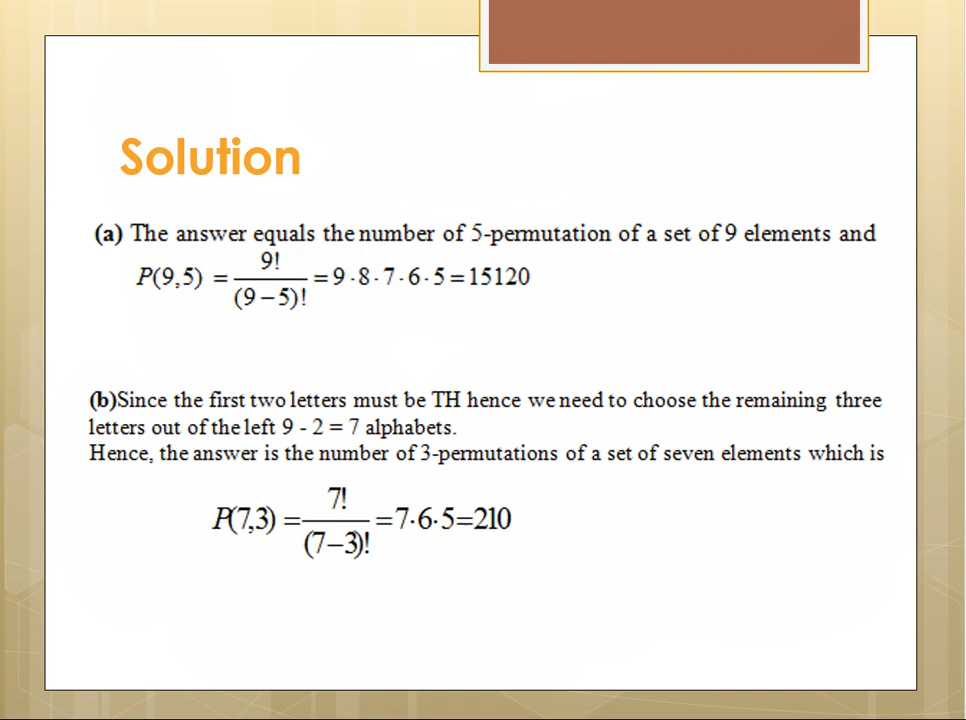 Solution
(a) The answer equals the number of 5-permutation of a set of 9 elements and
P(9,5) = 9!/(9−5)! = 9·8·7·6·5 = 15120
(b)Since the first two letters must be TH hence we need to choose the remaining three
letters out of the left 9 - 2 = 7 alphabets.
Hence, the answer is the number of 3-permutations of a set of seven elements which is
P(7,3) = 7!/(7−3)! = 7·6·5=210